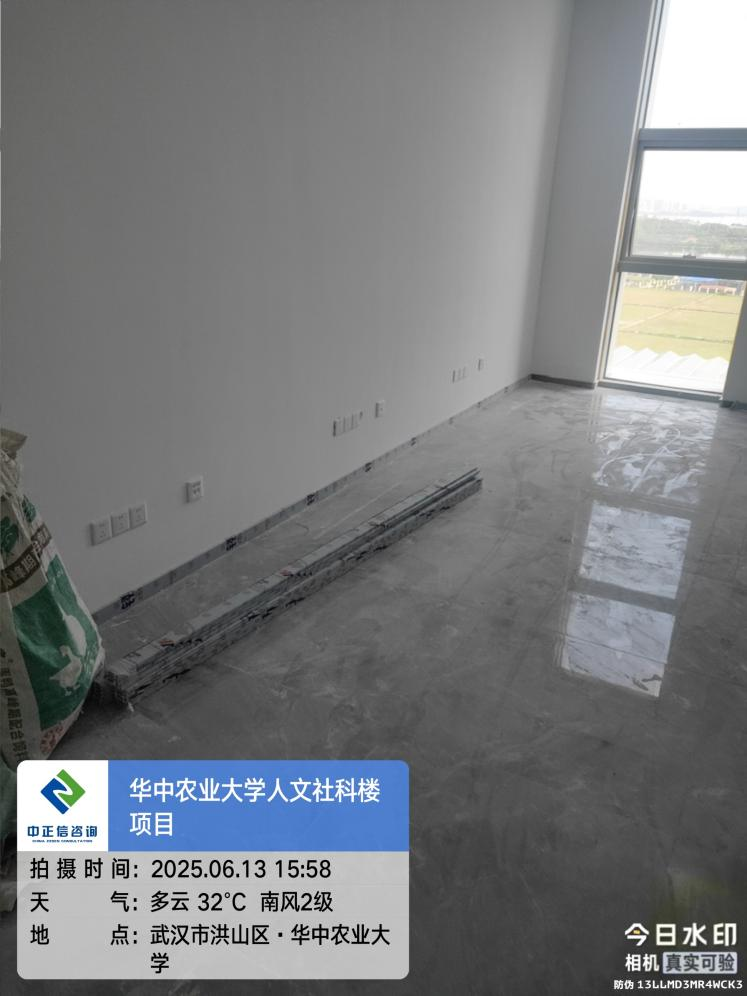 中正信咨询
华中农业大学人文社科楼
项目
拍摄时间：2025.06.13 15:58
天 气：多云 32℃ 南风2级
地 点：武汉市洪山区·华中农业大
学
今日水印
相机 真实可验
防伪 13LLMD3MR4WCK3